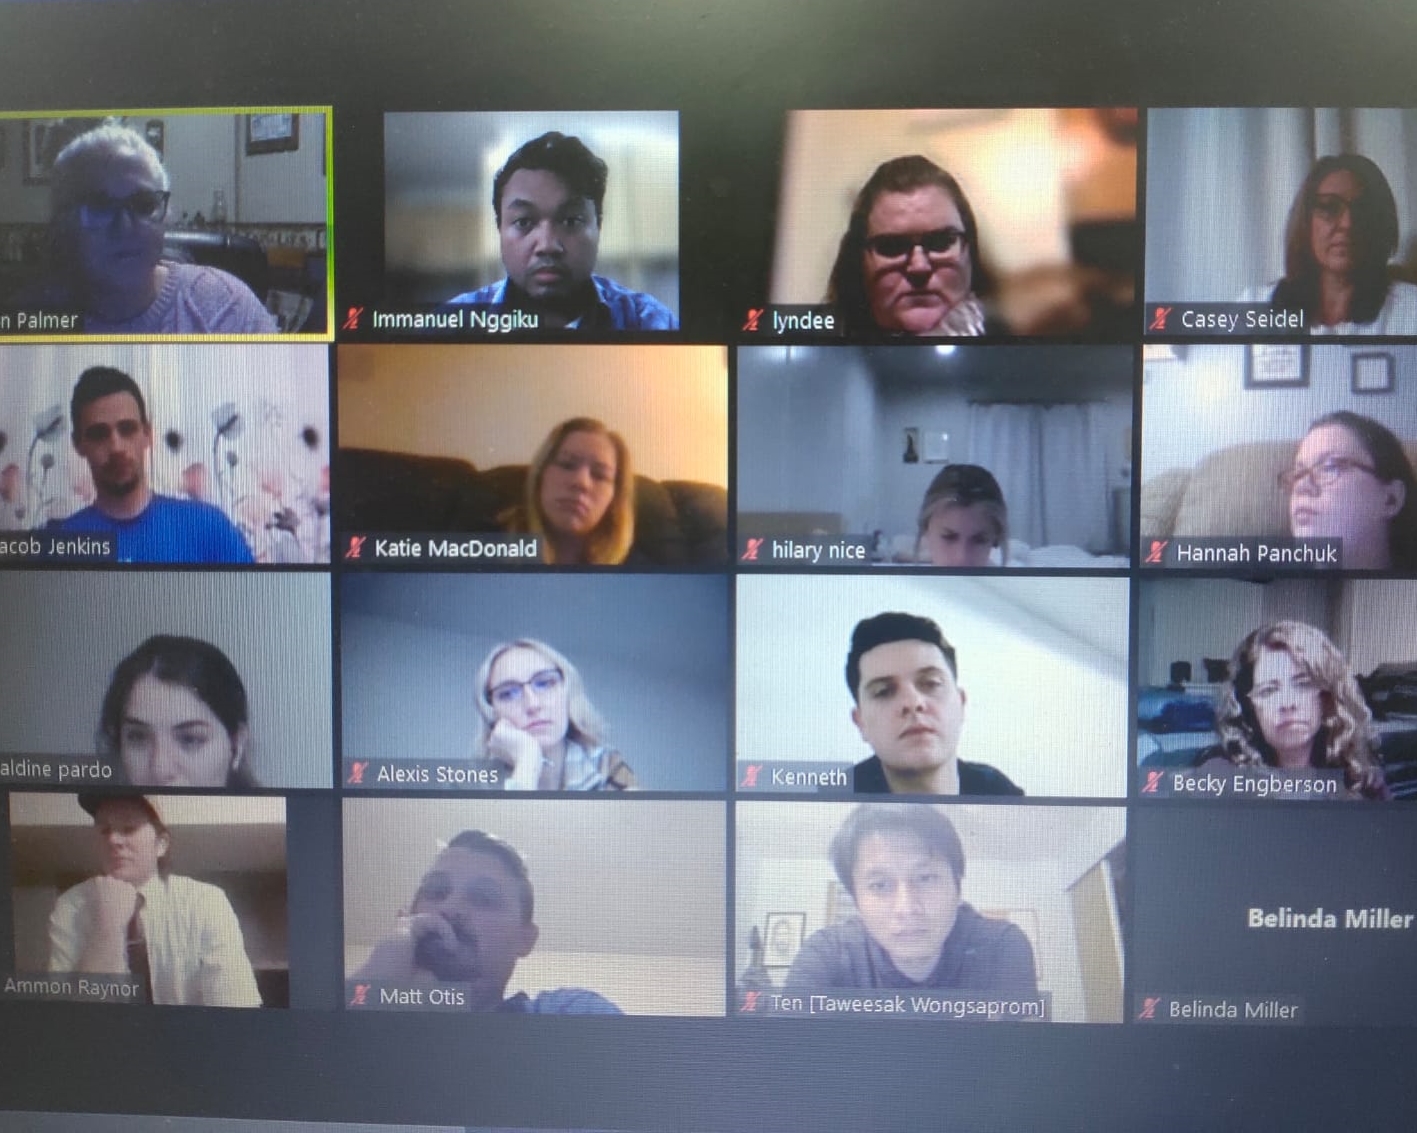 n Palmer
Immanuel Nggiku
lyndee
Casey Seidel
acob Jenkins
Katie MacDonald
hilary nice
Hannah Panchuk
aldine pardo
Alexis Stones
Kenneth
Becky Engberson
Ammon Raynor
Matt Otis
Ten [Taweesak Wongsaprom]
Belinda Miller
Belinda Miller